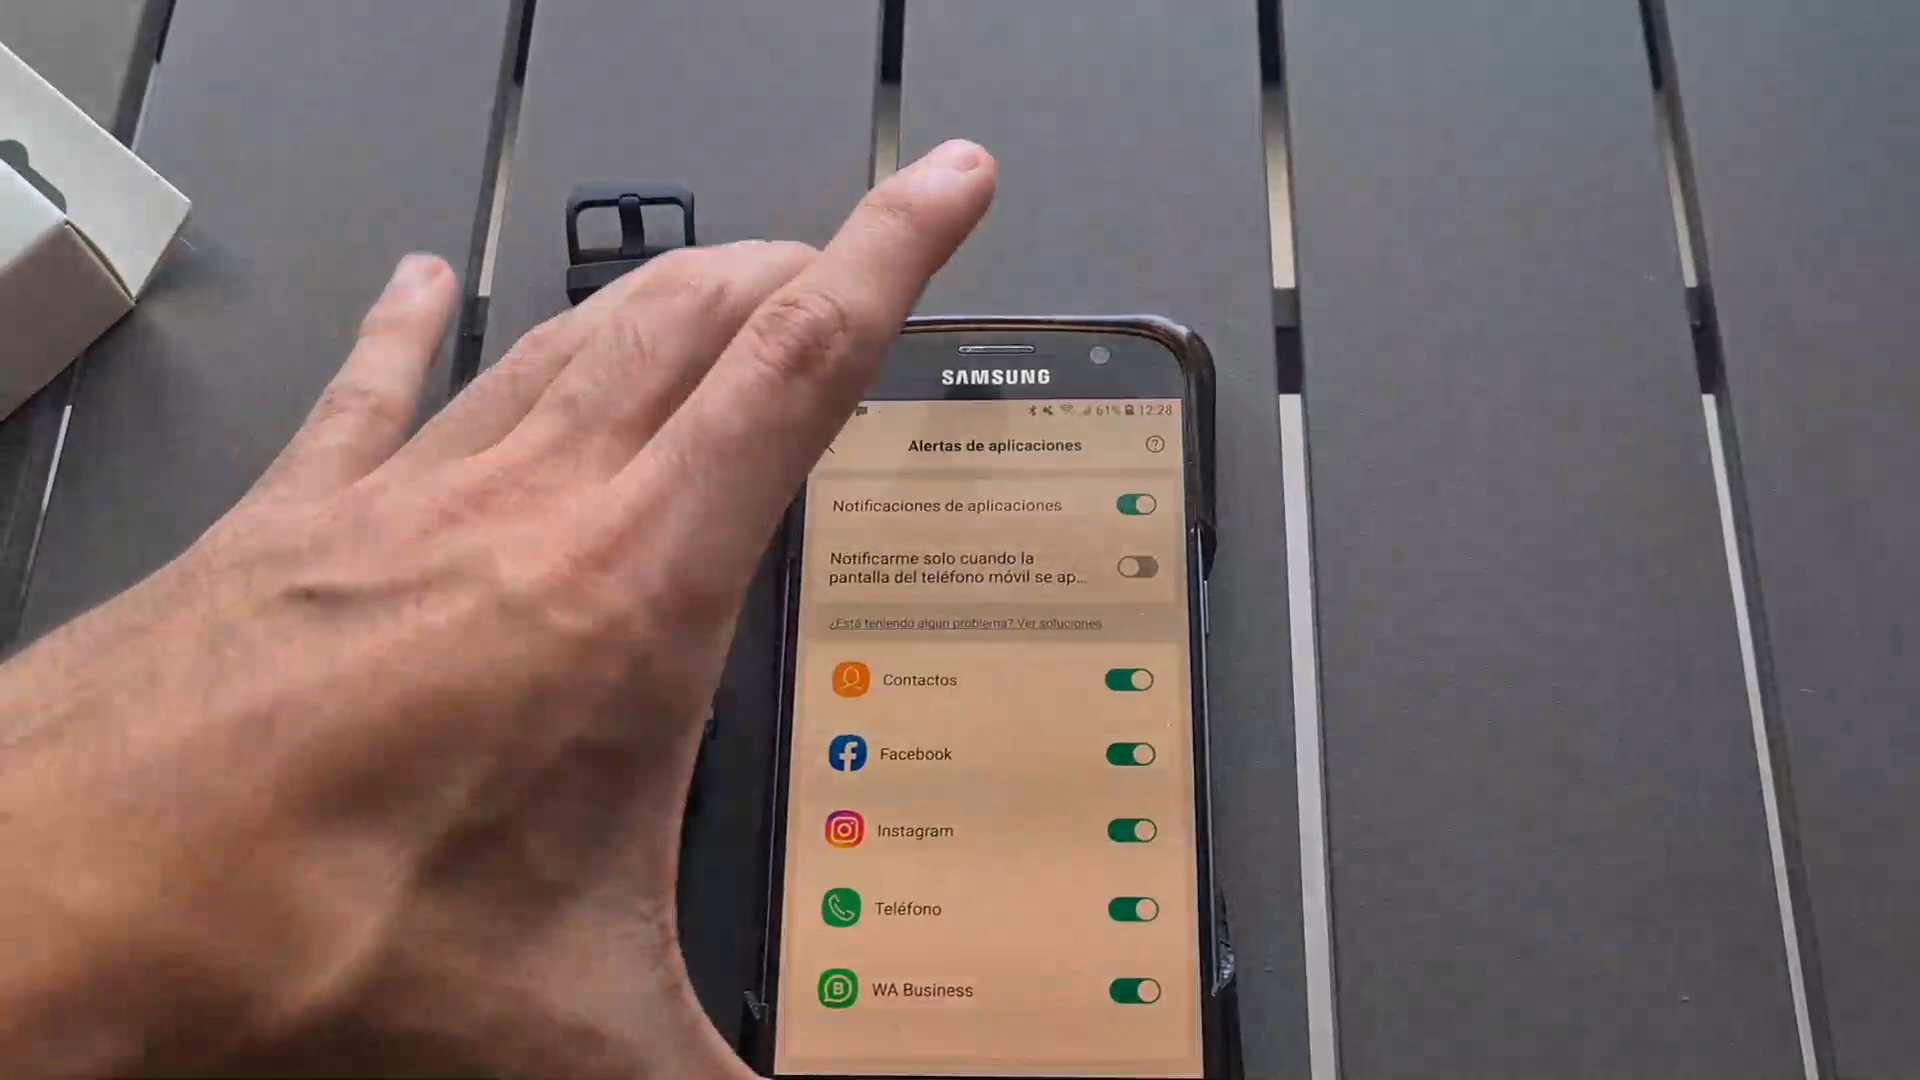 SAMSUNG
61% 12:28
Alertas de aplicaciones
Notificaciones de aplicaciones
Notificarme solo cuando la
pantalla del teléfono móvil se ap...
¿Está teniendo algún problema? Ver soluciones
Contactos
Facebook
Instagram
Teléfono
WA Business